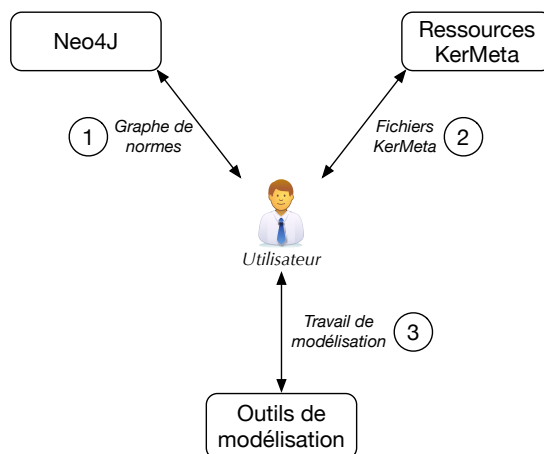 Neo4J
Ressources
KerMeta
1
Graphe de
normes
Fichiers
KerMeta
2
Utilisateur
Travail de
modélisation
3
Outils de
modélisation